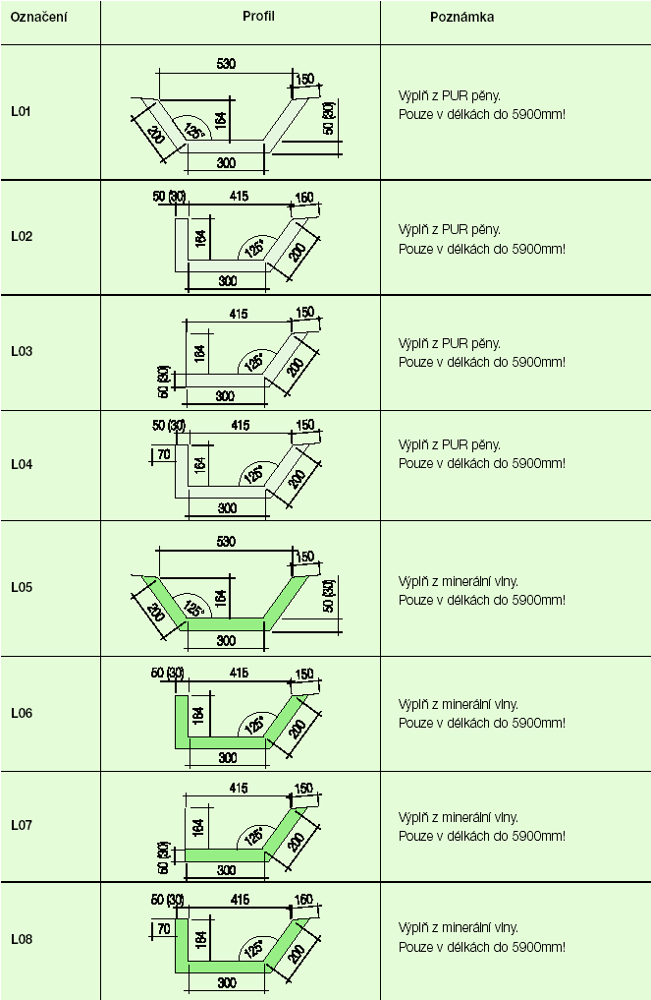 Označení Profil Poznámka
L01
530
150
200
125°
164
50 (30)
300
Výplň z PUR pěny.
Pouze v délkách do 5900mm!
L02
50 (30) 415 160
164
125°
200
300
Výplň z PUR pěny.
Pouze v délkách do 5900mm!
L03
415 150
164
125°
200
50 (30)
300
Výplň z PUR pěny.
Pouze v délkách do 5900mm!
L04
50 (30) 415 150
70
164
125°
200
300
Výplň z PUR pěny.
Pouze v délkách do 5900mm!
L05
530
150
200
125°
164
50 (30)
300
Výplň z minerální vlny.
Pouze v délkách do 5900mm!
L06
50 (30) 415 150
164
125°
200
300
Výplň z minerální vlny.
Pouze v délkách do 5900mm!
L07
415 150
164
125°
200
50 (30)
300
Výplň z minerální vlny.
Pouze v délkách do 5900mm!
L08
50 (30) 415 160
70
164
125°
200
300
Výplň z minerální vlny.
Pouze v délkách do 5900mm!